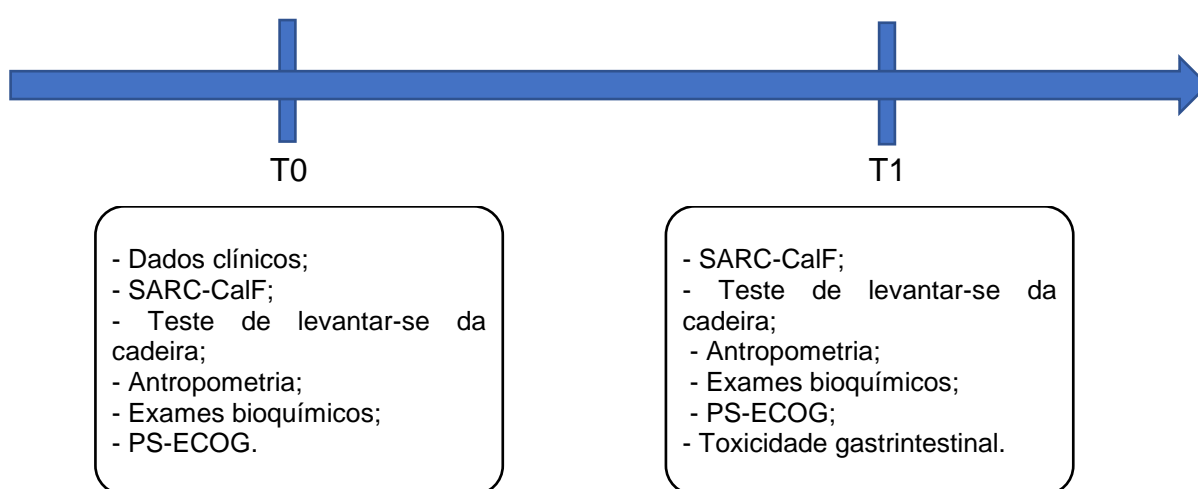 T0
T1
- Dados clínicos;
- SARC-CalF;
- Teste de levantar-se da
cadeira;
- Antropometria;
- Exames bioquímicos;
- PS-ECOG.
- SARC-CalF;
- Teste de levantar-se da
cadeira;
- Antropometria;
- Exames bioquímicos;
- PS-ECOG;
- Toxicidade gastrintestinal.